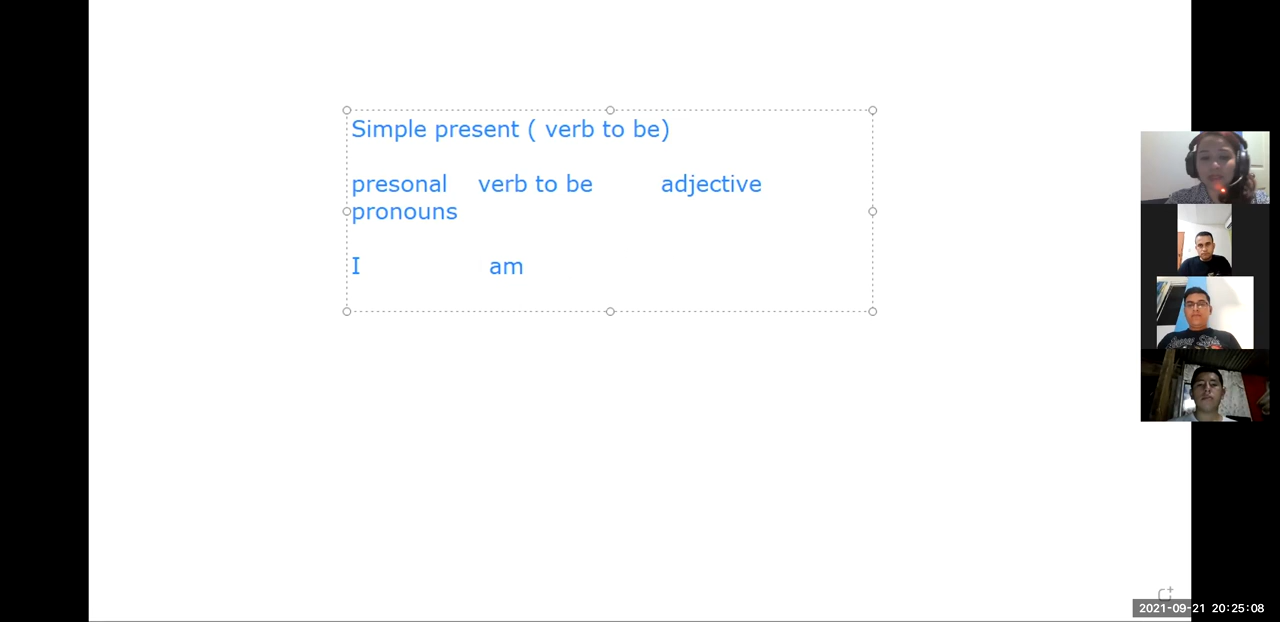 Simple present ( verb to be)
presonal verb to be adjective
pronouns
I am
2021-09-21 20:25:08